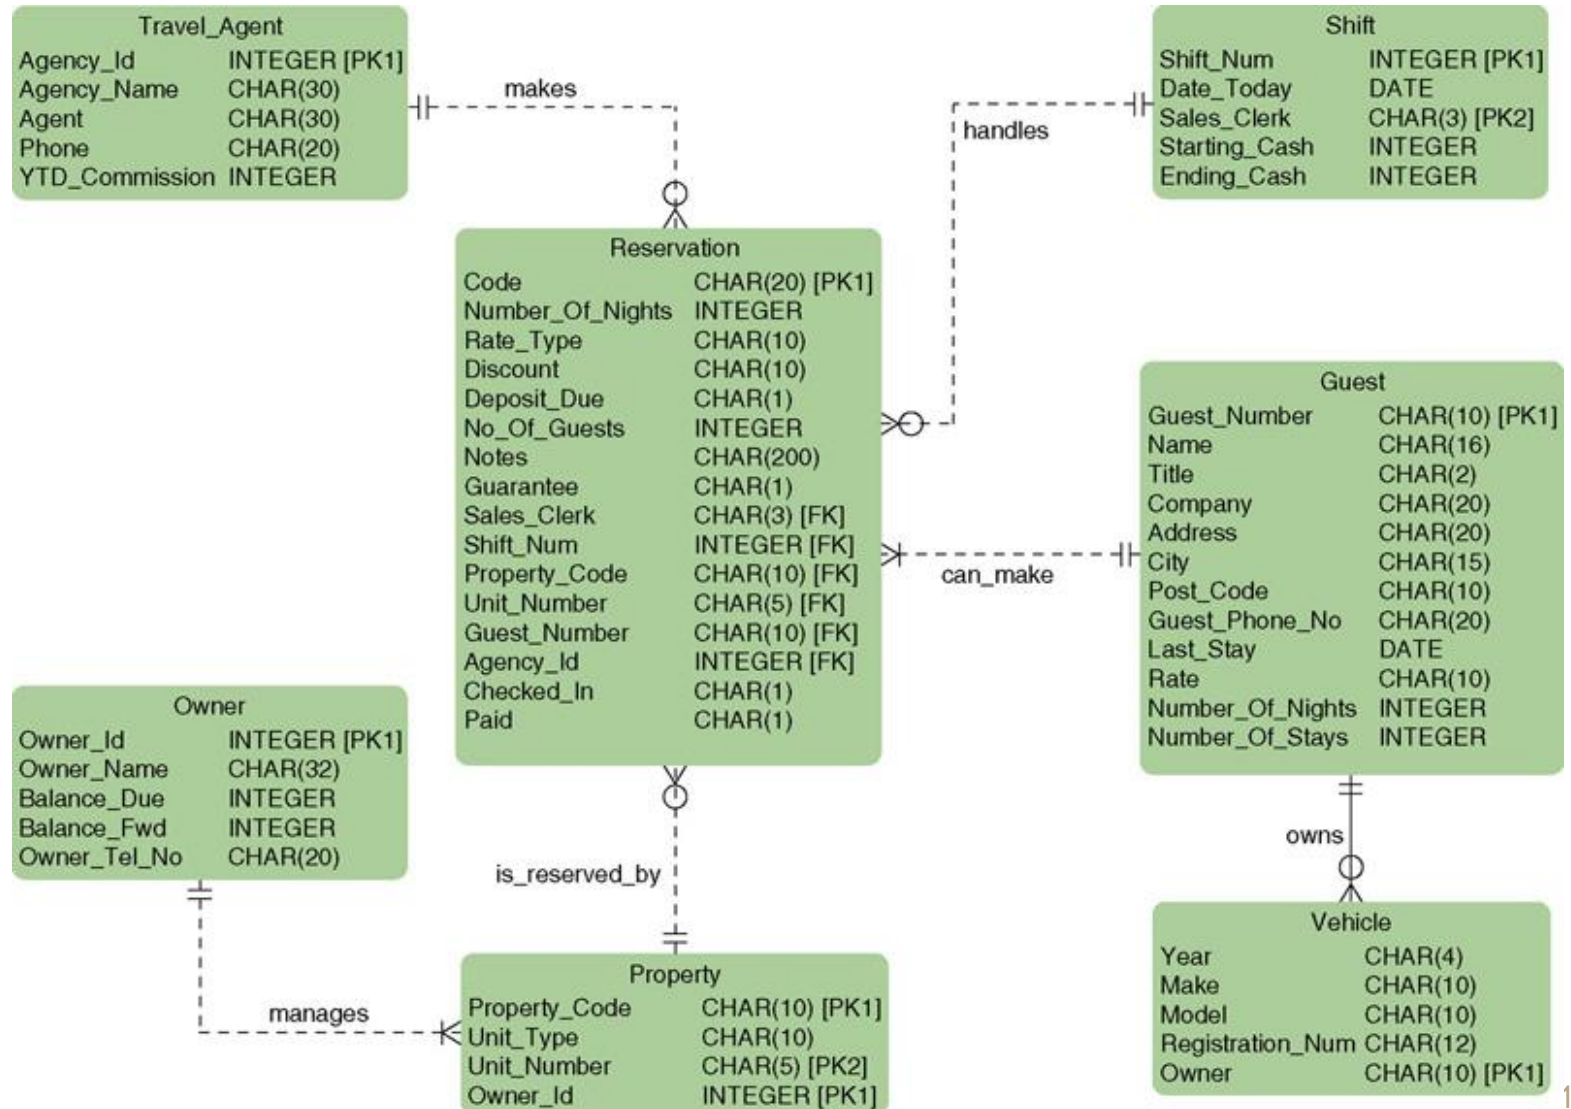 Travel_Agent
Agency_Id INTEGER [PK1]
Agency_Name CHAR(30)
Agent CHAR(30)
Phone CHAR(20)
YTD_Commission INTEGER
makes
Shift
Shift_Num INTEGER [PK1]
Date_Today DATE
Sales_Clerk CHAR(3) [PK2]
Starting_Cash INTEGER
Ending_Cash INTEGER
handles
Reservation
Code CHAR(20) [PK1]
Number_Of_Nights INTEGER
Rate_Type CHAR(10)
Discount CHAR(10)
Deposit_Due CHAR(1)
No_Of_Guests INTEGER
Notes CHAR(200)
Guarantee CHAR(1)
Sales_Clerk CHAR(3) [FK]
Shift_Num INTEGER [FK]
Property_Code CHAR(10) [FK]
Unit_Number CHAR(5) [FK]
Guest_Number CHAR(10) [FK]
Agency_Id INTEGER [FK]
Checked_In CHAR(1)
Paid CHAR(1)
can_make
Guest
Guest_Number CHAR(10) [PK1]
Name CHAR(16)
Title CHAR(2)
Company CHAR(20)
Address CHAR(20)
City CHAR(15)
Post_Code CHAR(10)
Guest_Phone_No CHAR(20)
Last_Stay DATE
Rate CHAR(10)
Number_Of_Nights INTEGER
Number_Of_Stays INTEGER
Owner
Owner_Id INTEGER [PK1]
Owner_Name CHAR(32)
Balance_Due INTEGER
Balance_Fwd INTEGER
Owner_Tel_No CHAR(20)
is_reserved_by
owns
manages
Property
Property_Code CHAR(10) [PK1]
Unit_Type CHAR(10)
Unit_Number CHAR(5) [PK2]
Owner_Id INTEGER [PK1]
Vehicle
Year CHAR(4)
Make CHAR(10)
Model CHAR(10)
Registration_Num CHAR(12)
Owner CHAR(10) [PK1]
1